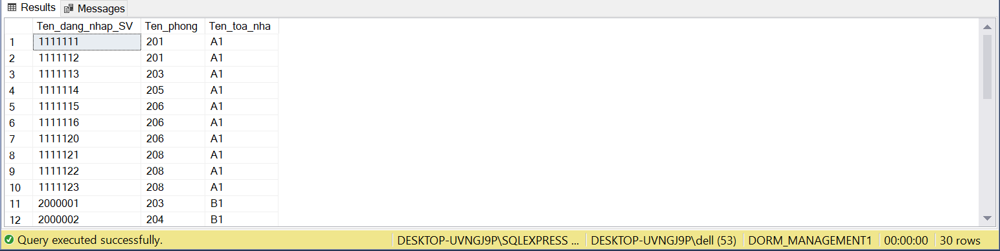 Results Messages
Ten_dang_nhap_SV Ten_phong Ten_toa_nha
1 1111111 201 A1
2 1111112 201 A1
3 1111113 203 A1
4 1111114 205 A1
5 1111115 206 A1
6 1111116 206 A1
7 1111120 206 A1
8 1111121 208 A1
9 1111122 208 A1
10 1111123 208 A1
11 2000001 203 B1
12 2000002 204 B1
Query executed successfully. DESKTOP-UVNGJ9P\SQLEXPRESS ... DESKTOP-UVNGJ9P\dell (53) DORM_MANAGEMENT1 00:00:00 30 rows